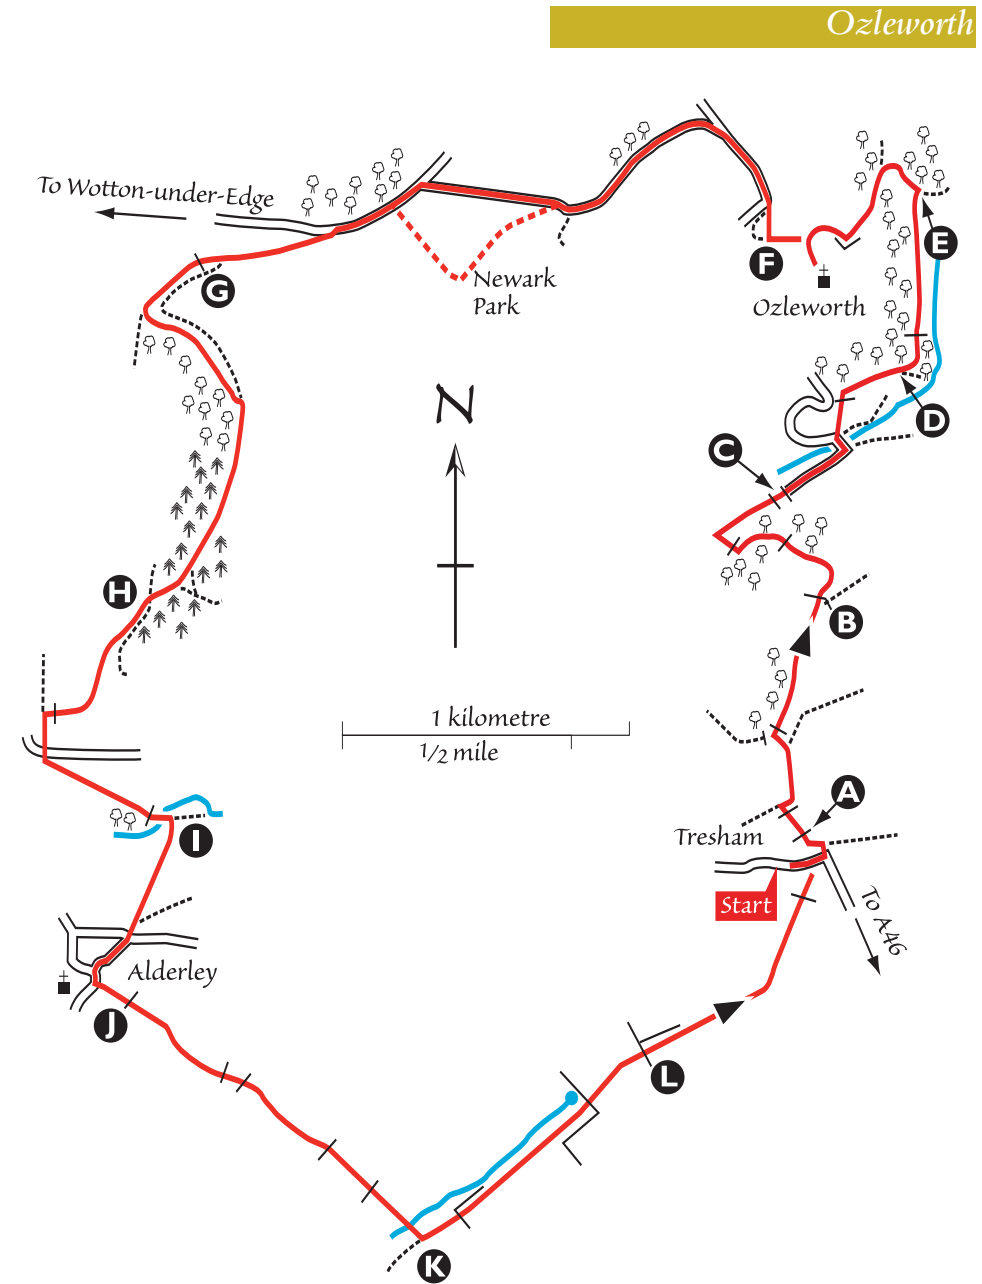 Ozleworth
To Wotton-under-Edge
E
F
G
Newark
Park
Ozleworth
N
D
C
H
B
1 kilometre
1/2 mile
A
Tresham
I
Start
To A46
Alderley
J
L
K